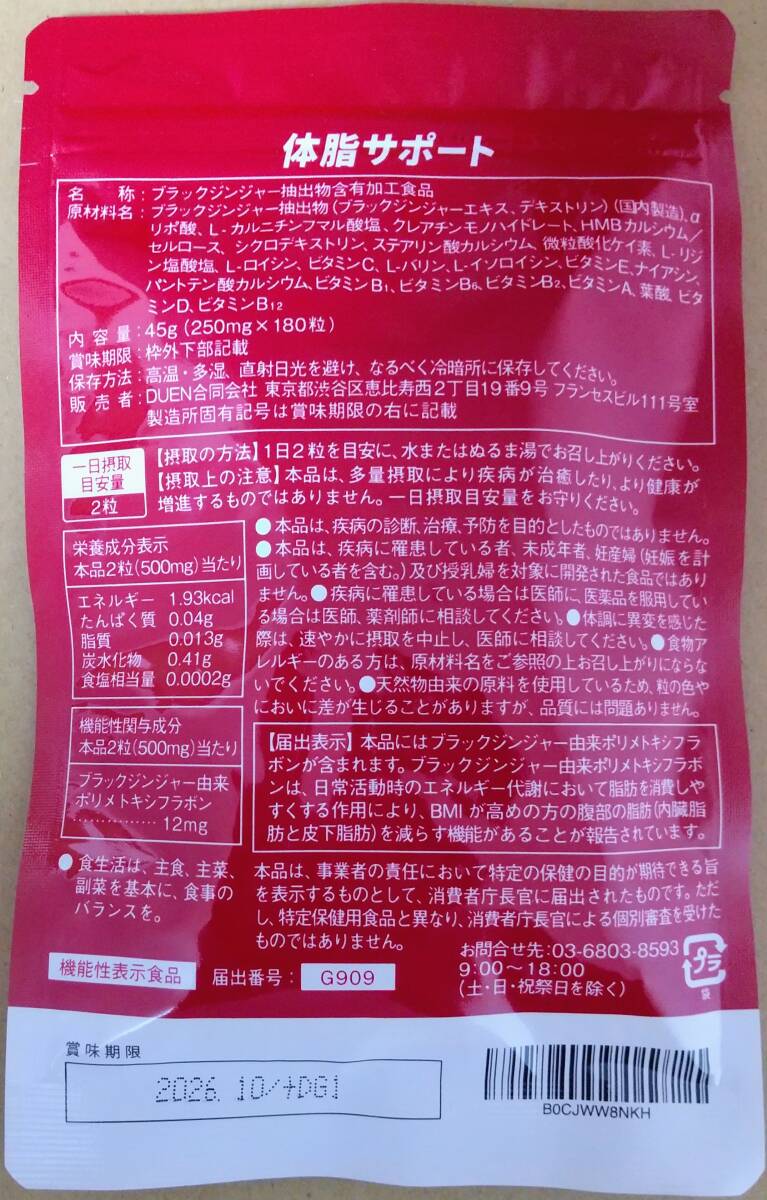 体脂サポート
名　　称：ブラックジンジャー抽出物含有加工食品
原材料名：ブラックジンジャー抽出物（ブラックジンジャーエキス、デキストリン）（国内製造）、α
リポ酸、L-カルニチンフマル酸塩、クレアチンモノハイドレート、HMBカルシウム／
セルロース、シクロデキストリン、ステアリン酸カルシウム、微粒酸化ケイ素、L-リジ
ン塩酸塩、L-ロイシン、ビタミンC、L-バリン、L-イソロイシン、ビタミンE、ナイアシン、
パントテン酸カルシウム、ビタミンB1、ビタミンB6、ビタミンB2、ビタミンA、葉酸、ビタ
ミンD、ビタミンB12
内 容 量：45g（250mg×180粒）
賞味期限：枠外下部記載
保存方法：高温・多湿、直射日光を避け、なるべく冷暗所に保存してください。
販 売 者：DUEN合同会社 東京都渋谷区恵比寿西2丁目19番9号 フランセスビル111号室
製造所固有記号は賞味期限の右に記載
一日摂取
目安量
2粒
【摂取の方法】1日2粒を目安に、水またはぬるま湯でお召し上がりください。
【摂取上の注意】本品は、多量摂取により疾病が治癒したり、より健康が
増進するものではありません。一日摂取目安量をお守りください。
栄養成分表示
本品2粒（500mg）当たり
エネルギー 1.93kcal
たんぱく質 0.04g
脂質 0.013g
炭水化物 0.41g
食塩相当量 0.0002g
機能性関与成分
本品2粒（500mg）当たり
ブラックジンジャー由来
ポリメトキシフラボン
…………… 12mg
●食生活は、主食、主菜、
副菜を基本に、食事の
バランスを。
●本品は、疾病の診断、治療、予防を目的としたものではありません。
●本品は、疾病に罹患している者、未成年者、妊産婦（妊娠を計
画している者を含む。）及び授乳婦を対象に開発された食品ではあり
ません。●疾病に罹患している場合は医師に、医薬品を服用してい
る場合は医師、薬剤師に相談してください。●体調に異変を感じた
際は、速やかに摂取を中止し、医師に相談してください。●食物ア
レルギーのある方は、原材料名をご参照の上お召し上がりにならな
いでください。●天然物由来の原料を使用しているため、粒の色や
においに差が生じることがありますが、品質には問題ありません。
【届出表示】本品にはブラックジンジャー由来ポリメトキシフラ
ボンが含まれます。ブラックジンジャー由来ポリメトキシフラボ
ンは、日常活動時のエネルギー代謝において脂肪を消費しや
すくする作用により、BMIが高めの方の腹部の脂肪（内臓脂
肪と皮下脂肪）を減らす機能があることが報告されています。
本品は、事業者の責任において特定の保健の目的が期待できる旨
を表示するものとして、消費者庁長官に届出されたものです。ただ
し、特定保健用食品と異なり、消費者庁長官による個別審査を受けた
ものではありません。
機能性表示食品
届出番号：G909
お問合せ先：03-6803-8593
9:00～18:00
（土・日・祝祭日を除く）
プラ
袋
賞味期限
2026. 10/+DG1
B0CJWW8NKH